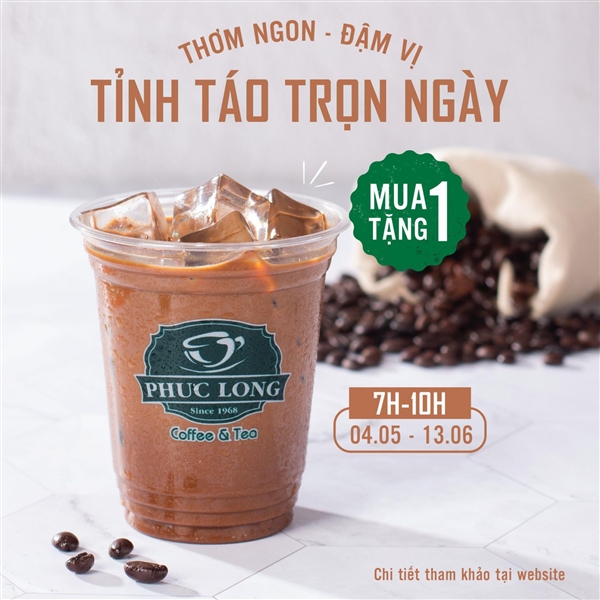 THƠM NGON - ĐẬM VỊ
TỈNH TÁO TRỌN NGÀY
MUA 1
TẶNG
PHUC LONG
Since 1968
Coffee & Tea
7H-10H
04.05 - 13.06
Chi tiết tham khảo tại website